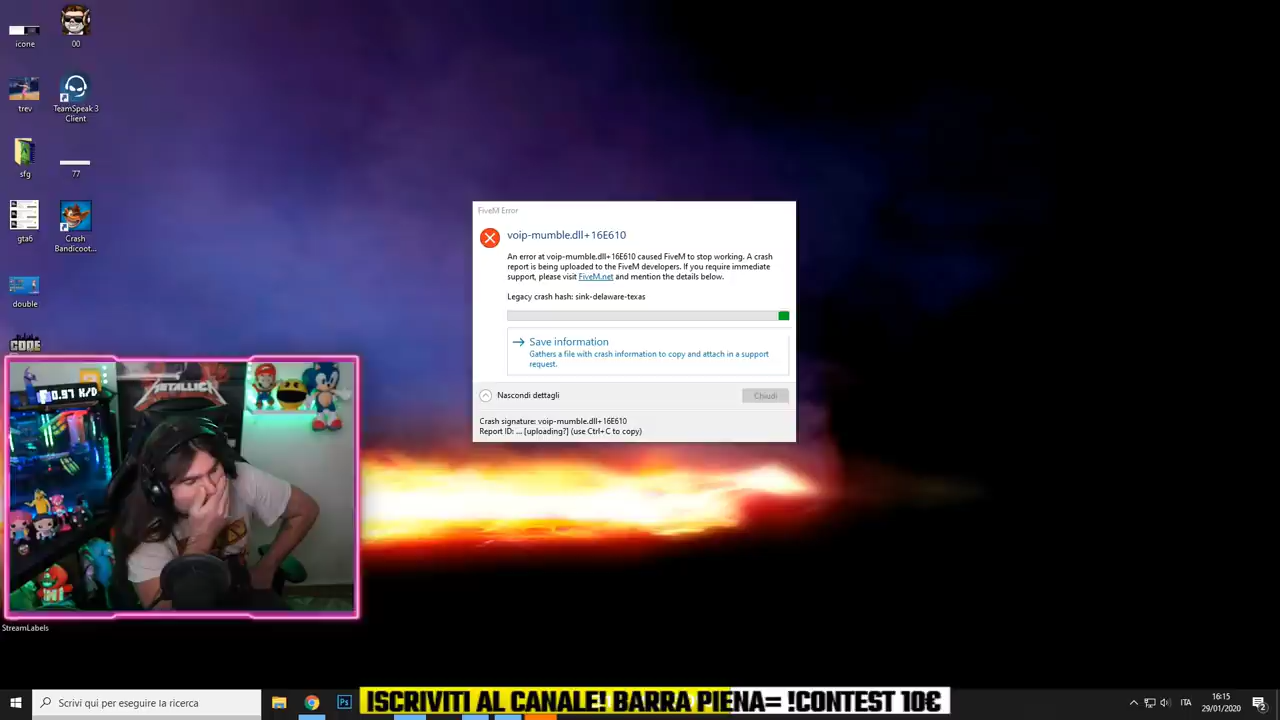 icone
00
trev
TeamSpeak 3
Client
sfg
77
gta6
Crash
Bandicoot...
double
CODE
FiveM Error
voip-mumble.dll+16E610
An error at voip-mumble.dll+16E610 caused FiveM to stop working. A crash
report is being uploaded to the FiveM developers. If you require immediate
support, please visit FiveM.net and mention the details below.
Legacy crash hash: sink-delaware-texas
Save information
Gathers a file with crash information to copy and attach in a support
request.
Nascondi dettagli
Chiudi
Crash signature: voip-mumble.dll+16E610
Report ID: ... [uploading?] (use Ctrl+C to copy)
0.97 K/D
METALLICA
StreamLabels
Scrivi qui per eseguire la ricerca
Ps
ISCRIVITI AL CANALE! BARRA PIENA= !CONTEST 10€
ITA
16:15
29/01/2020
2